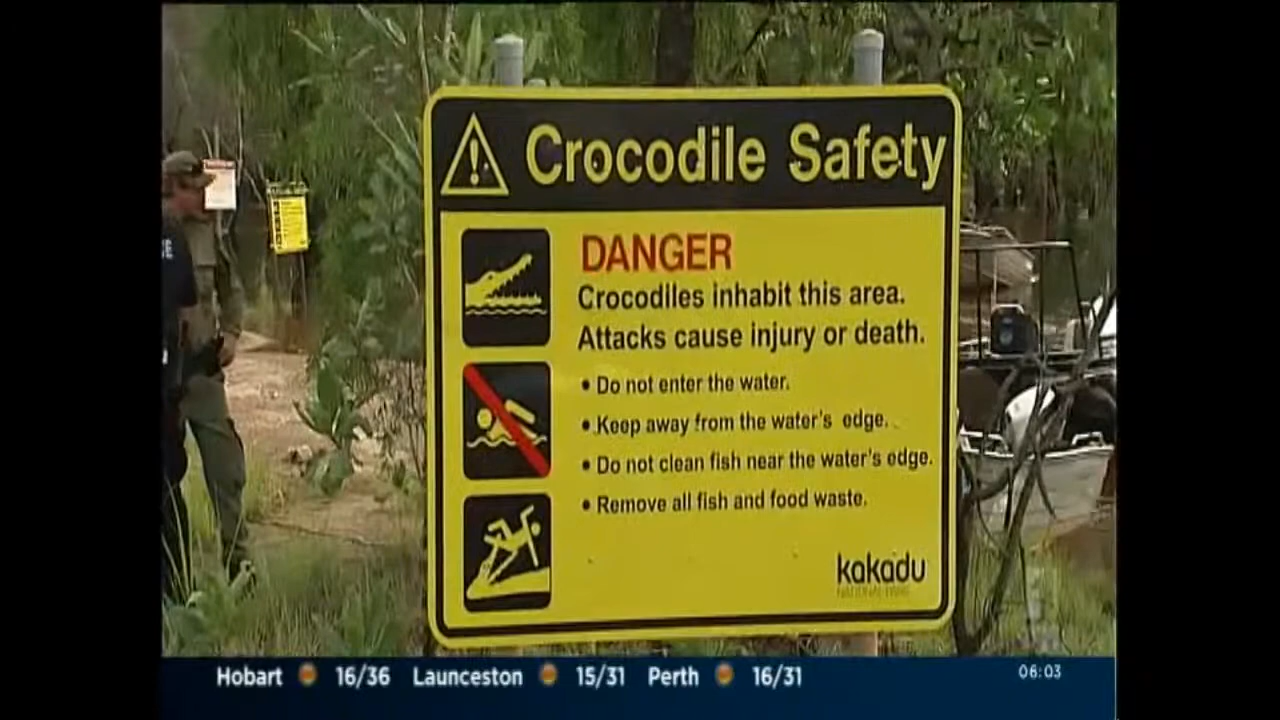 Crocodile Safety
DANGER
Crocodiles inhabit this area.
Attacks cause injury or death.
• Do not enter the water.
• Keep away from the water's edge.
• Do not clean fish near the water's edge.
• Remove all fish and food waste.
kakadu
NATIONAL PARK
Hobart 16/36 Launceston 15/31 Perth 16/31
06:03